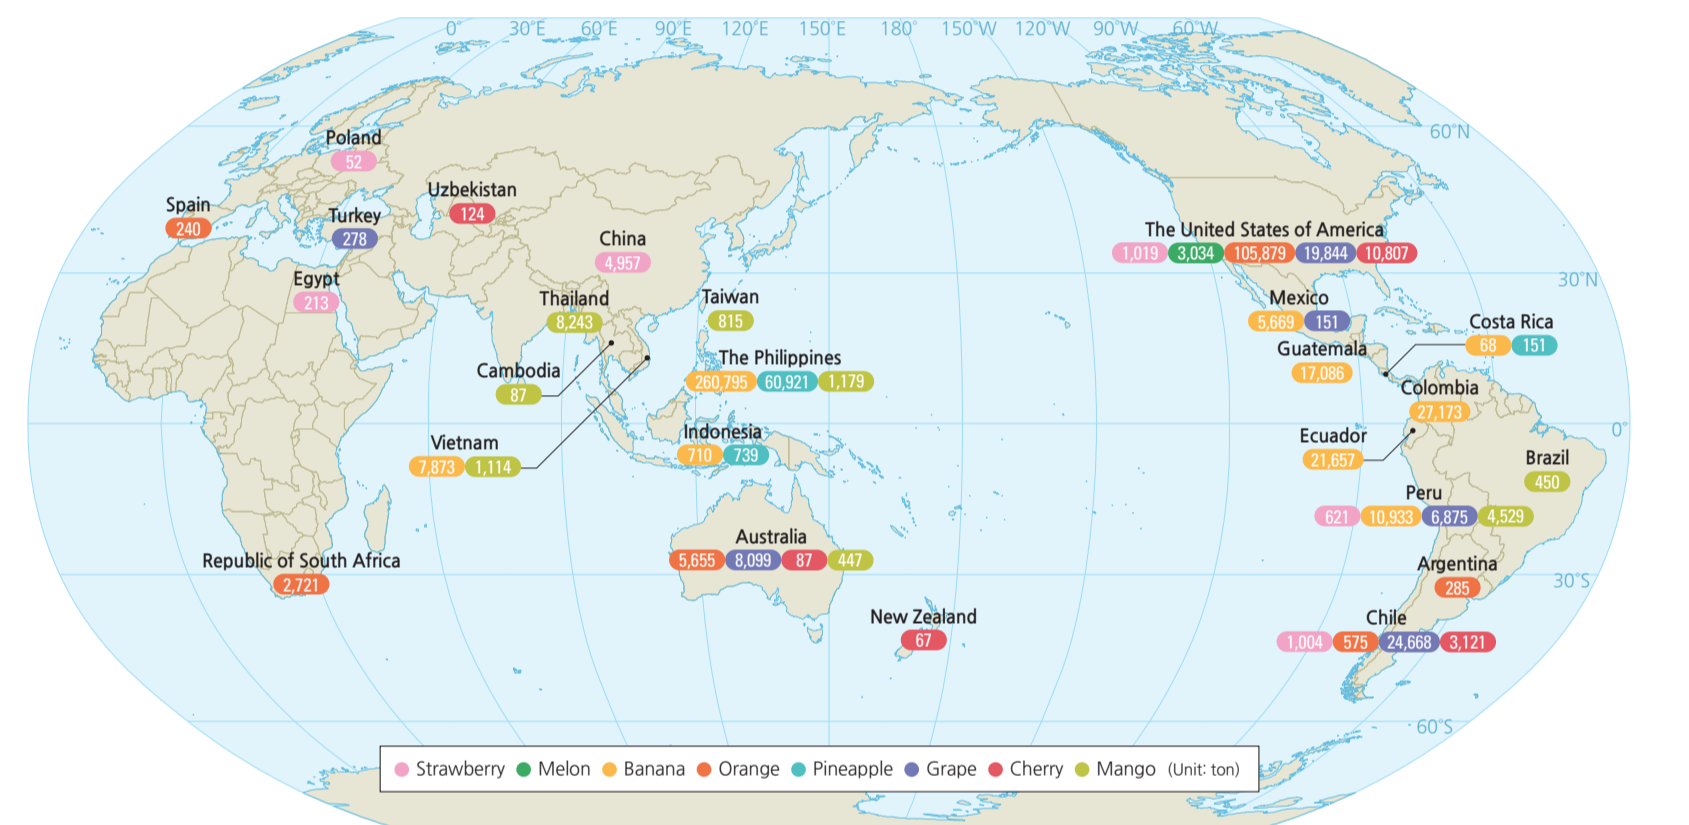 0° 30°E 60°E 90°E 120°E 150°E 180° 150°W 120°W 90°W 60°W
60°N
Poland
52
Spain
240
Turkey
278
Uzbekistan
124
China
4,957
The United States of America
1,019 3,034 105,879 19,844 10,807
30°N
Egypt
213
Thailand
8,243
Taiwan
815
Mexico
5,669 151
Costa Rica
68 151
Guatemala
17,086
Cambodia
87
The Philippines
260,795 60,921 1,179
Colombia
27,173
0°
Vietnam
7,873 1,114
Indonesia
710 739
Ecuador
21,657
Brazil
450
Peru
621 10,933 6,875 4,529
Australia
5,655 8,099 87 447
Republic of South Africa
2,721
Argentina
285
30°S
New Zealand
67
Chile
1,004 575 24,668 3,121
60°S
Strawberry Melon Banana Orange Pineapple Grape Cherry Mango (Unit: ton)